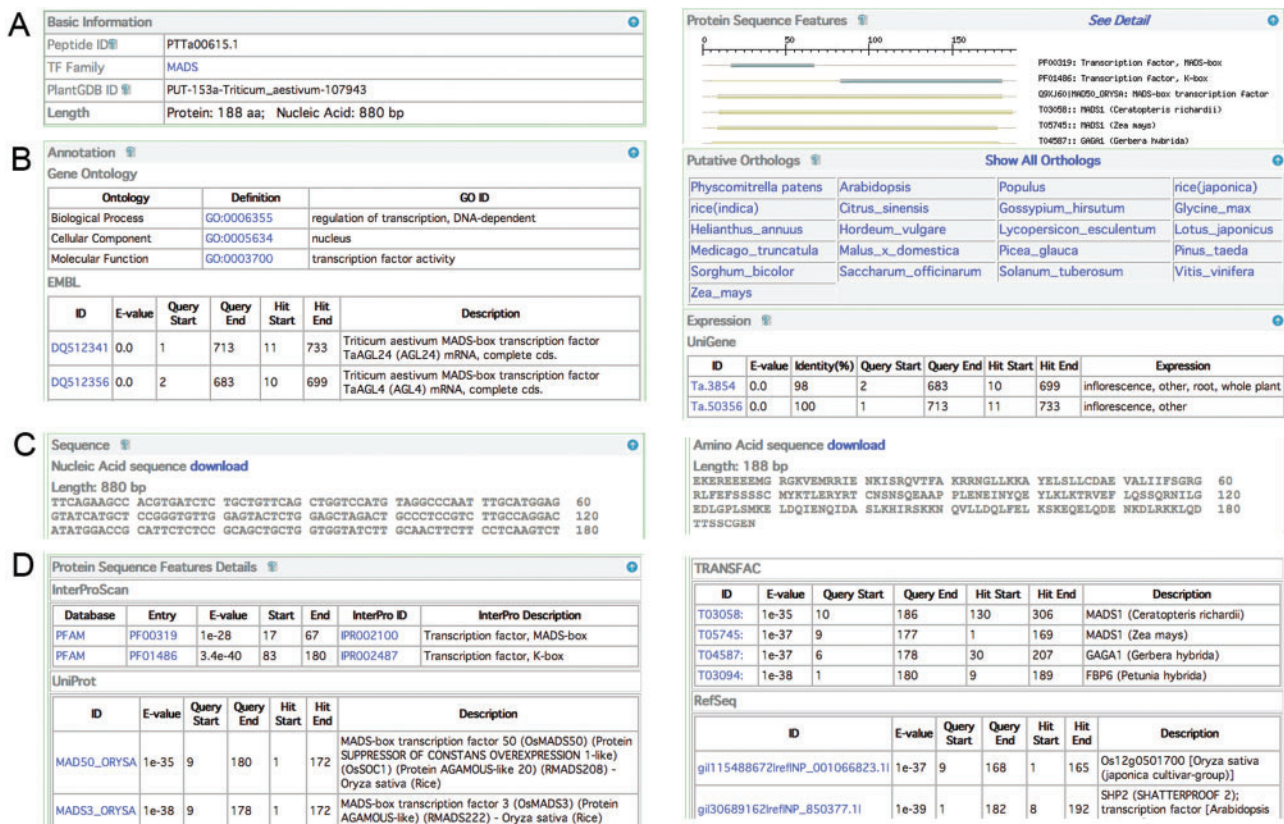 A
Basic Information
Peptide ID PTTa00615.1
TF Family MADS
PlantGDB ID PUT-153a-Triticum_aestivum-107943
Length Protein: 188 aa; Nucleic Acid: 880 bp
Protein Sequence Features See Detail
0 50 100 150
PF00319: Transcription factor, MADS-box
PF01486: Transcription factor, K-box
Q9XJ60|MAD50_ORYSA: MADS-box transcription factor
T03058:: MADS1 (Ceratopteris richardii)
T05745:: MADS1 (Zea mays)
T04587:: GAGA1 (Gerbera hybrida)
B
Annotation
Gene Ontology
Ontology Definition GO ID
Biological Process GO:0006355 regulation of transcription, DNA-dependent
Cellular Component GO:0005634 nucleus
Molecular Function GO:0003700 transcription factor activity
EMBL
ID E-value Query Start Query End Hit Start Hit End Description
DQ512341 0.0 1 713 11 733 Triticum aestivum MADS-box transcription factor
TaAGL24 (AGL24) mRNA, complete cds.
DQ512356 0.0 2 683 10 699 Triticum aestivum MADS-box transcription factor
TaAGL4 (AGL4) mRNA, complete cds.
Putative Orthologs Show All Orthologs
Physcomitrella patens Arabidopsis Populus rice(japonica)
rice(indica) Citrus_sinensis Gossypium_hirsutum Glycine_max
Helianthus_annuus Hordeum_vulgare Lycopersicon_esculentum Lotus_japonicus
Medicago_truncatula Malus_x_domestica Picea_glauca Pinus_taeda
Sorghum_bicolor Saccharum_officinarum Solanum_tuberosum Vitis_vinifera
Zea_mays
Expression
UniGene
ID E-value Identity(%) Query Start Query End Hit Start Hit End Expression
Ta.3854 0.0 98 2 683 10 699 inflorescence, other, root, whole plant
Ta.50356 0.0 100 1 713 11 733 inflorescence, other
C
Sequence
Nucleic Acid sequence download
Length: 880 bp
TTCAGAAGCC ACGTGATCTC TGCTGTTCAG CTGGTCCATG TAGGCCCAAT TTGCATGGAG 60
GTATCATGCT CCGGGTGTTG GAGTACTCTG GAGCTAGACT GCCCTCCGTC TTGCCAGGAC 120
ATATGGACCG CATTCTCTCC GCAGCTGCTG GTGGTATCTT GCAACTTCTT CCTCAAGTCT 180
Amino Acid sequence download
Length: 188 bp
EKEREEEEMG RGKVEMRRIE NKISRQVTFA KRRNGLLKKA YELSLLCDAE VALIIFSGRG 60
RLFEFSSSSC MYKTLERYRT CNSNSQEAAP PLENEINYQE YLKLKTRVEF LQSSQRNILG 120
EDLGPLSMKE LDQIENQIDA SLKHIRSKKN QVLLDQLFEL KSKEQELQDE NKDLRKKLQD 180
TTSSCGEN
D
Protein Sequence Features Details
InterProScan
Database Entry E-value Start End InterPro ID InterPro Description
PFAM PF00319 1e-28 17 67 IPR002100 Transcription factor, MADS-box
PFAM PF01486 3.4e-40 83 180 IPR002487 Transcription factor, K-box
UniProt
ID E-value Query Start Query End Hit Start Hit End Description
MAD50_ORYSA 1e-35 9 180 1 172 MADS-box transcription factor 50 (OsMADS50) (Protein
SUPPRESSOR OF CONSTANS OVEREXPRESSION 1-like)
(OsSOC1) (Protein AGAMOUS-like 20) (RMADS208) -
Oryza sativa (Rice)
MADS3_ORYSA 1e-38 9 178 1 172 MADS-box transcription factor 3 (OsMADS3) (Protein
AGAMOUS-like) (RMADS222) - Oryza sativa (Rice)
TRANSFAC
ID E-value Query Start Query End Hit Start Hit End Description
T03058: 1e-35 10 186 130 306 MADS1 (Ceratopteris richardii)
T05745: 1e-37 9 177 1 169 MADS1 (Zea mays)
T04587: 1e-37 6 178 30 207 GAGA1 (Gerbera hybrida)
T03094: 1e-38 1 180 9 189 FBP6 (Petunia hybrida)
RefSeq
ID E-value Query Start Query End Hit Start Hit End Description
gi|115488672|ref|NP_001066823.1| 1e-37 9 168 1 165 Os12g0501700 [Oryza sativa
(japonica cultivar-group)]
gi|30689162|ref|NP_850377.1| 1e-39 1 182 8 192 SHP2 (SHATTERPROOF 2);
transcription factor [Arabidopsis